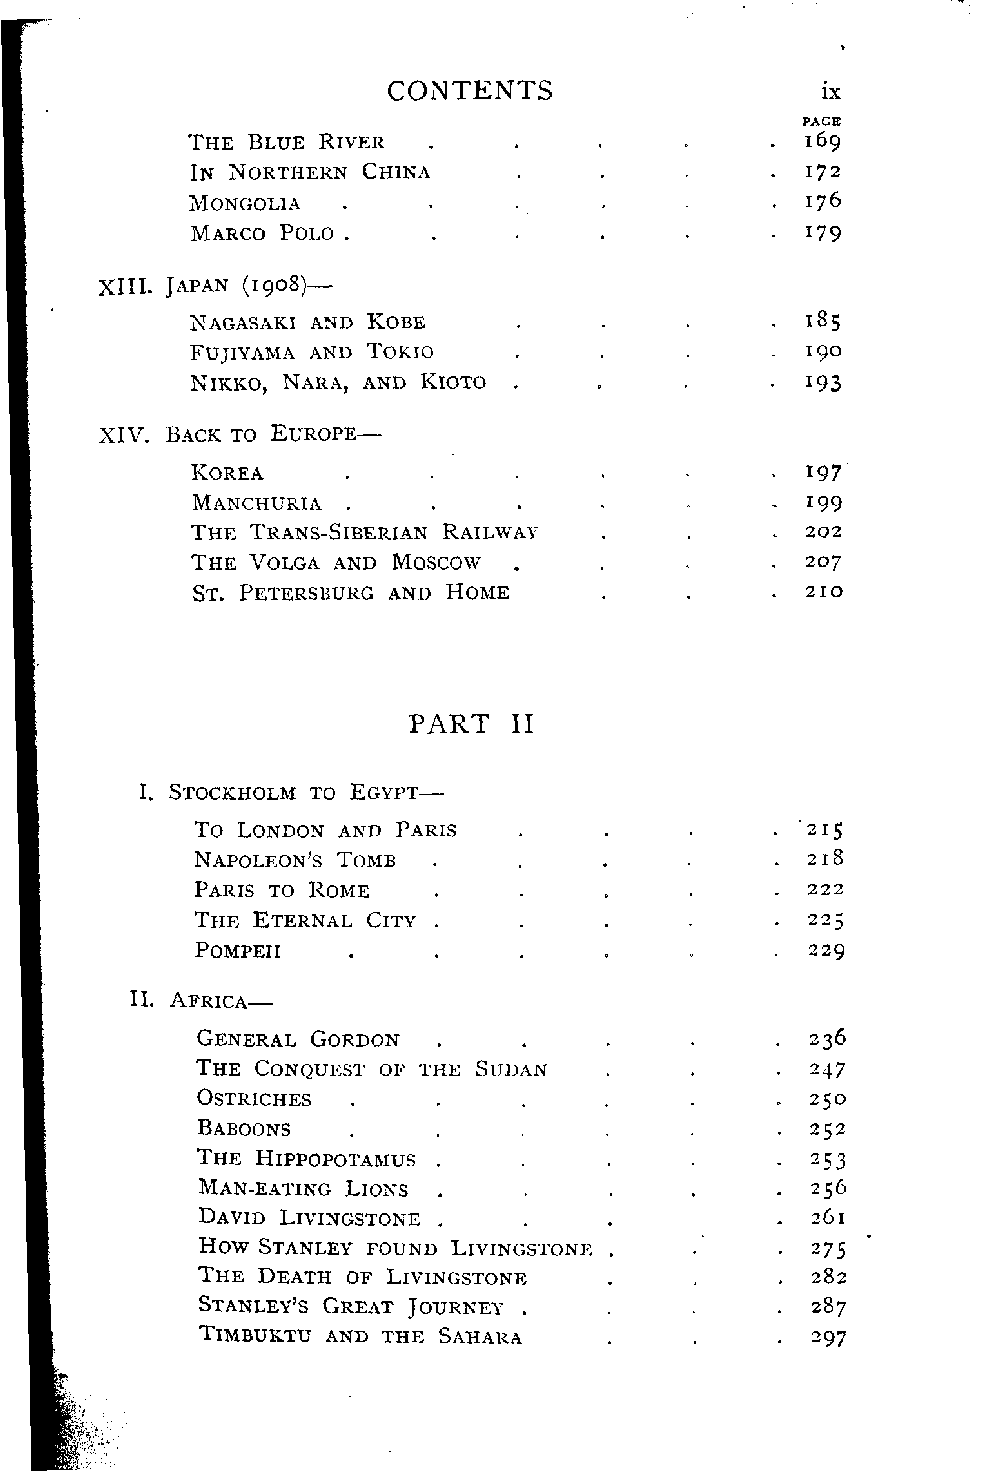 CONTENTS ix
PAGE
THE BLUE RIVER . . . . . 169
IN NORTHERN CHINA . . . . 172
MONGOLIA . . . . . . 176
MARCO POLO . . . . . . 179
XIII. JAPAN (1908)—
NAGASAKI AND KOBE . . . . 185
FUJIYAMA AND TOKIO . . . . 190
NIKKO, NARA, AND KIOTO . . . . 193
XIV. BACK TO EUROPE—
KOREA . . . . . . 197
MANCHURIA . . . . . . 199
THE TRANS-SIBERIAN RAILWAY . . . 202
THE VOLGA AND MOSCOW . . . . 207
ST. PETERSBURG AND HOME . . . 210
PART II
I. STOCKHOLM TO EGYPT—
TO LONDON AND PARIS . . . . 215
NAPOLEON'S TOMB . . . . . 218
PARIS TO ROME . . . . . 222
THE ETERNAL CITY . . . . . 225
POMPEII . . . . . . 229
II. AFRICA—
GENERAL GORDON . . . . . 236
THE CONQUEST OF THE SUDAN . . . 247
OSTRICHES . . . . . . 250
BABOONS . . . . . . 252
THE HIPPOPOTAMUS . . . . . 253
MAN-EATING LIONS . . . . . 256
DAVID LIVINGSTONE . . . . 261
HOW STANLEY FOUND LIVINGSTONE . . . 275
THE DEATH OF LIVINGSTONE . . . 282
STANLEY'S GREAT JOURNEY . . . . 287
TIMBUKTU AND THE SAHARA . . . 297